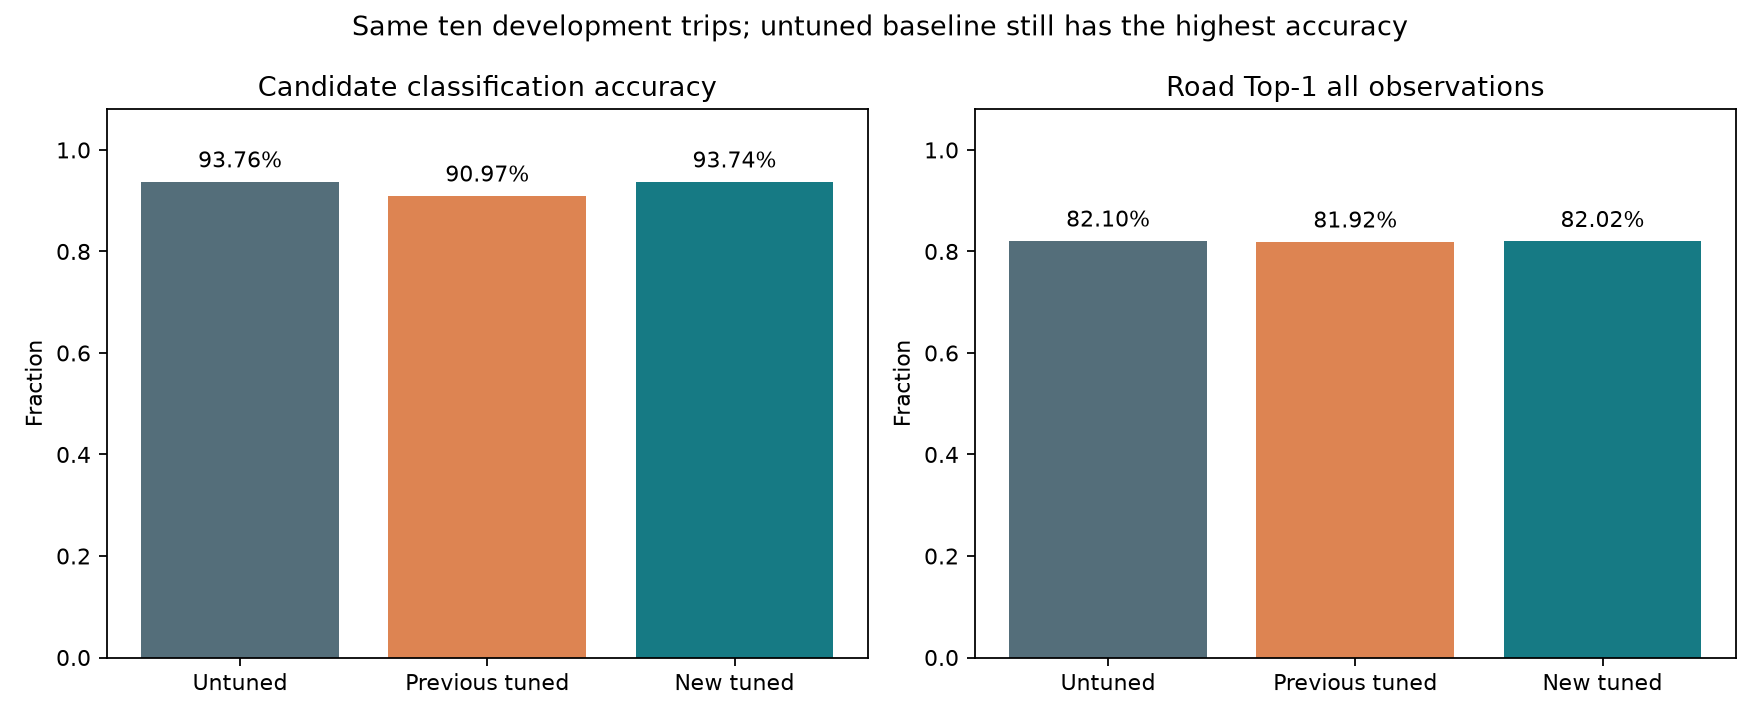 Same ten development trips; untuned baseline still has the highest accuracy
Candidate classification accuracy
Fraction
1.0
0.8
0.6
0.4
0.2
0.0
93.76%
90.97%
93.74%
Untuned
Previous tuned
New tuned
Road Top-1 all observations
Fraction
1.0
0.8
0.6
0.4
0.2
0.0
82.10%
81.92%
82.02%
Untuned
Previous tuned
New tuned